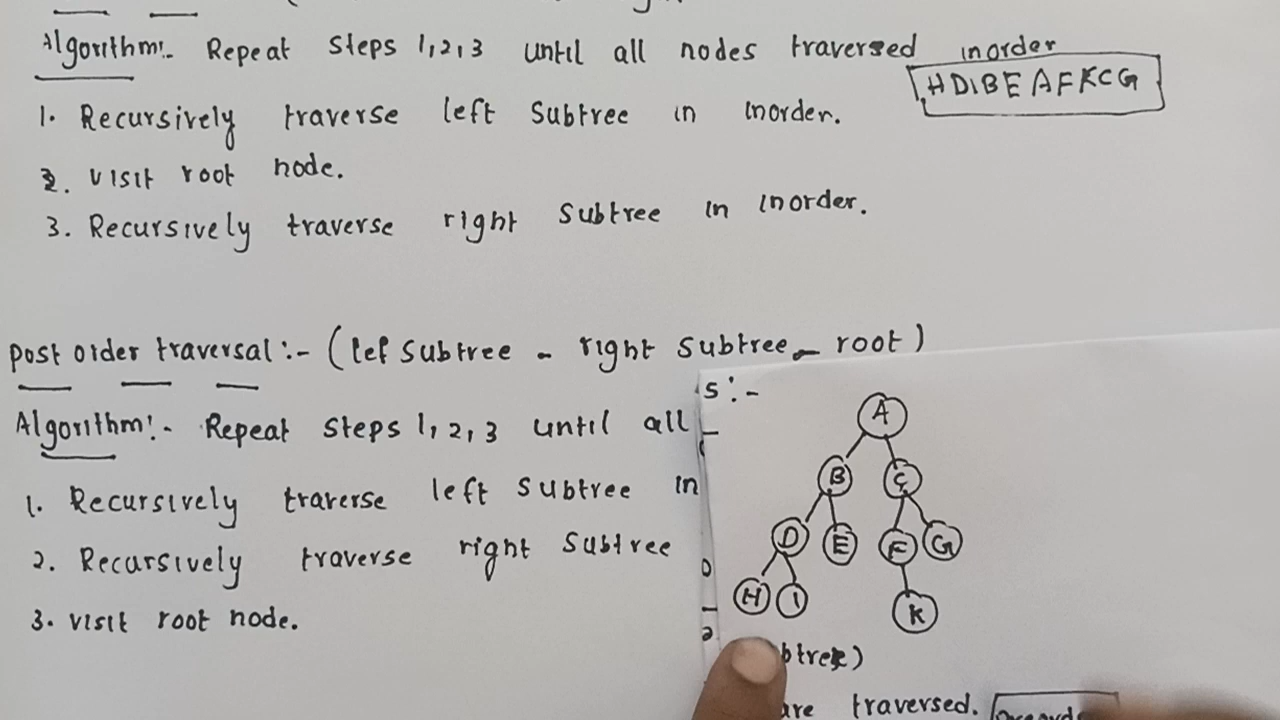 Algorithm:- Repeat Steps 1,2,3 until all nodes traversed
inorder
HDIBEAFKCG
1. Recursively traverse left Subtree in inorder.
2. visit root node.
3. Recursively traverse right Subtree in inorder.
post order traversal:- (lef subtree - right subtree - root)
Algorithm:- Repeat Steps 1,2,3 until all
1. Recursively traverse left subtree in
2. Recursively traverse right Subtree
3. visit root node.
s:-
A
B C
D E F G
H I K
btree)
are traversed.